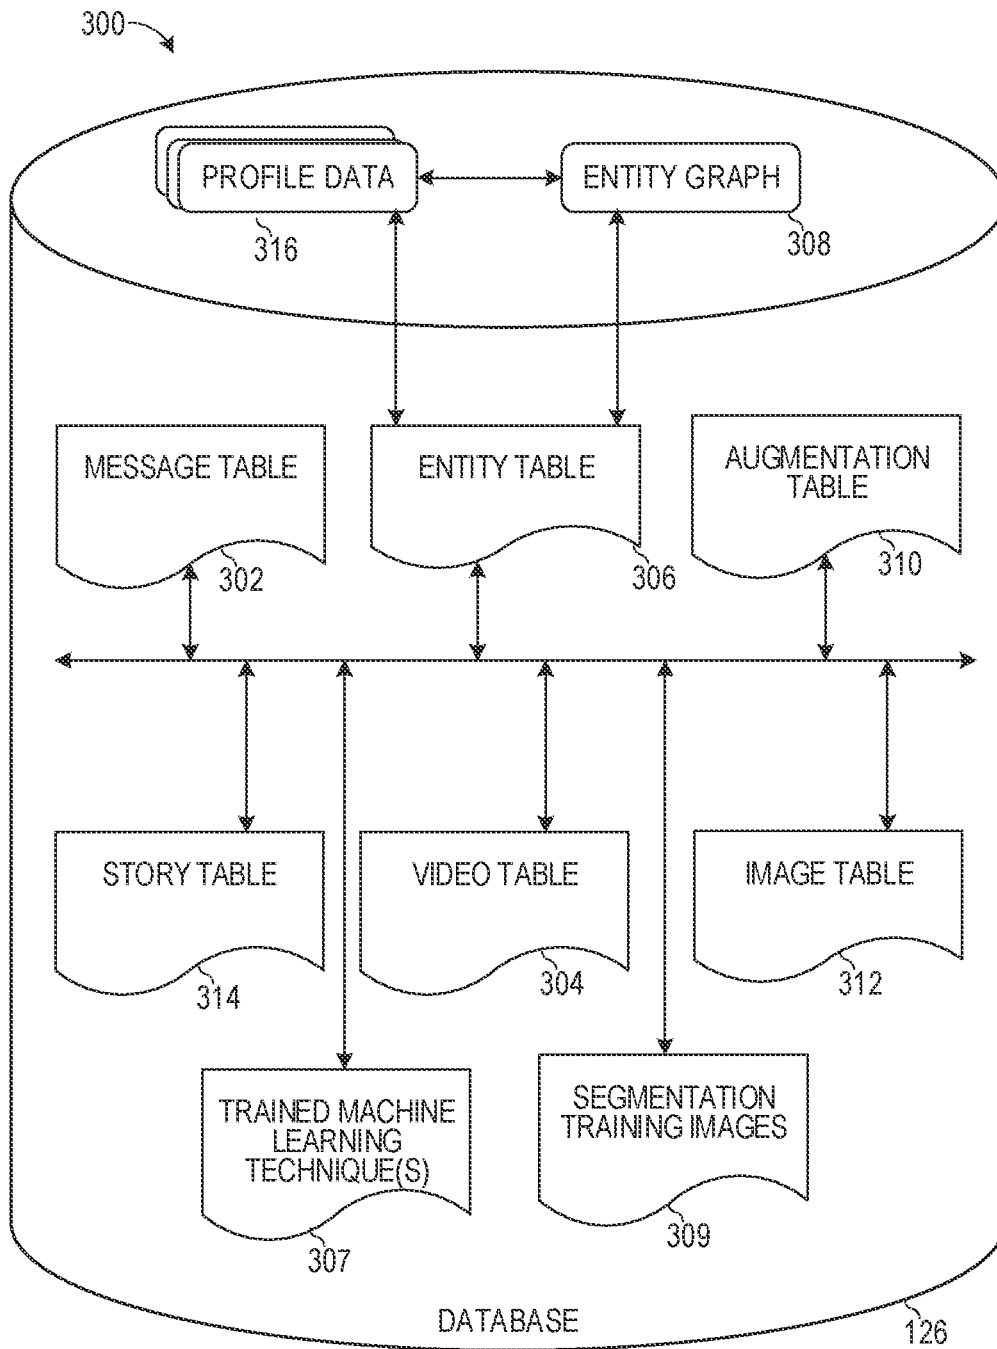 300
PROFILE DATA
ENTITY GRAPH
316
308
MESSAGE TABLE
ENTITY TABLE
AUGMENTATION
TABLE
302
306
310
STORY TABLE
VIDEO TABLE
IMAGE TABLE
314
304
312
TRAINED MACHINE
LEARNING
TECHNIQUE(S)
SEGMENTATION
TRAINING IMAGES
307
309
DATABASE
126